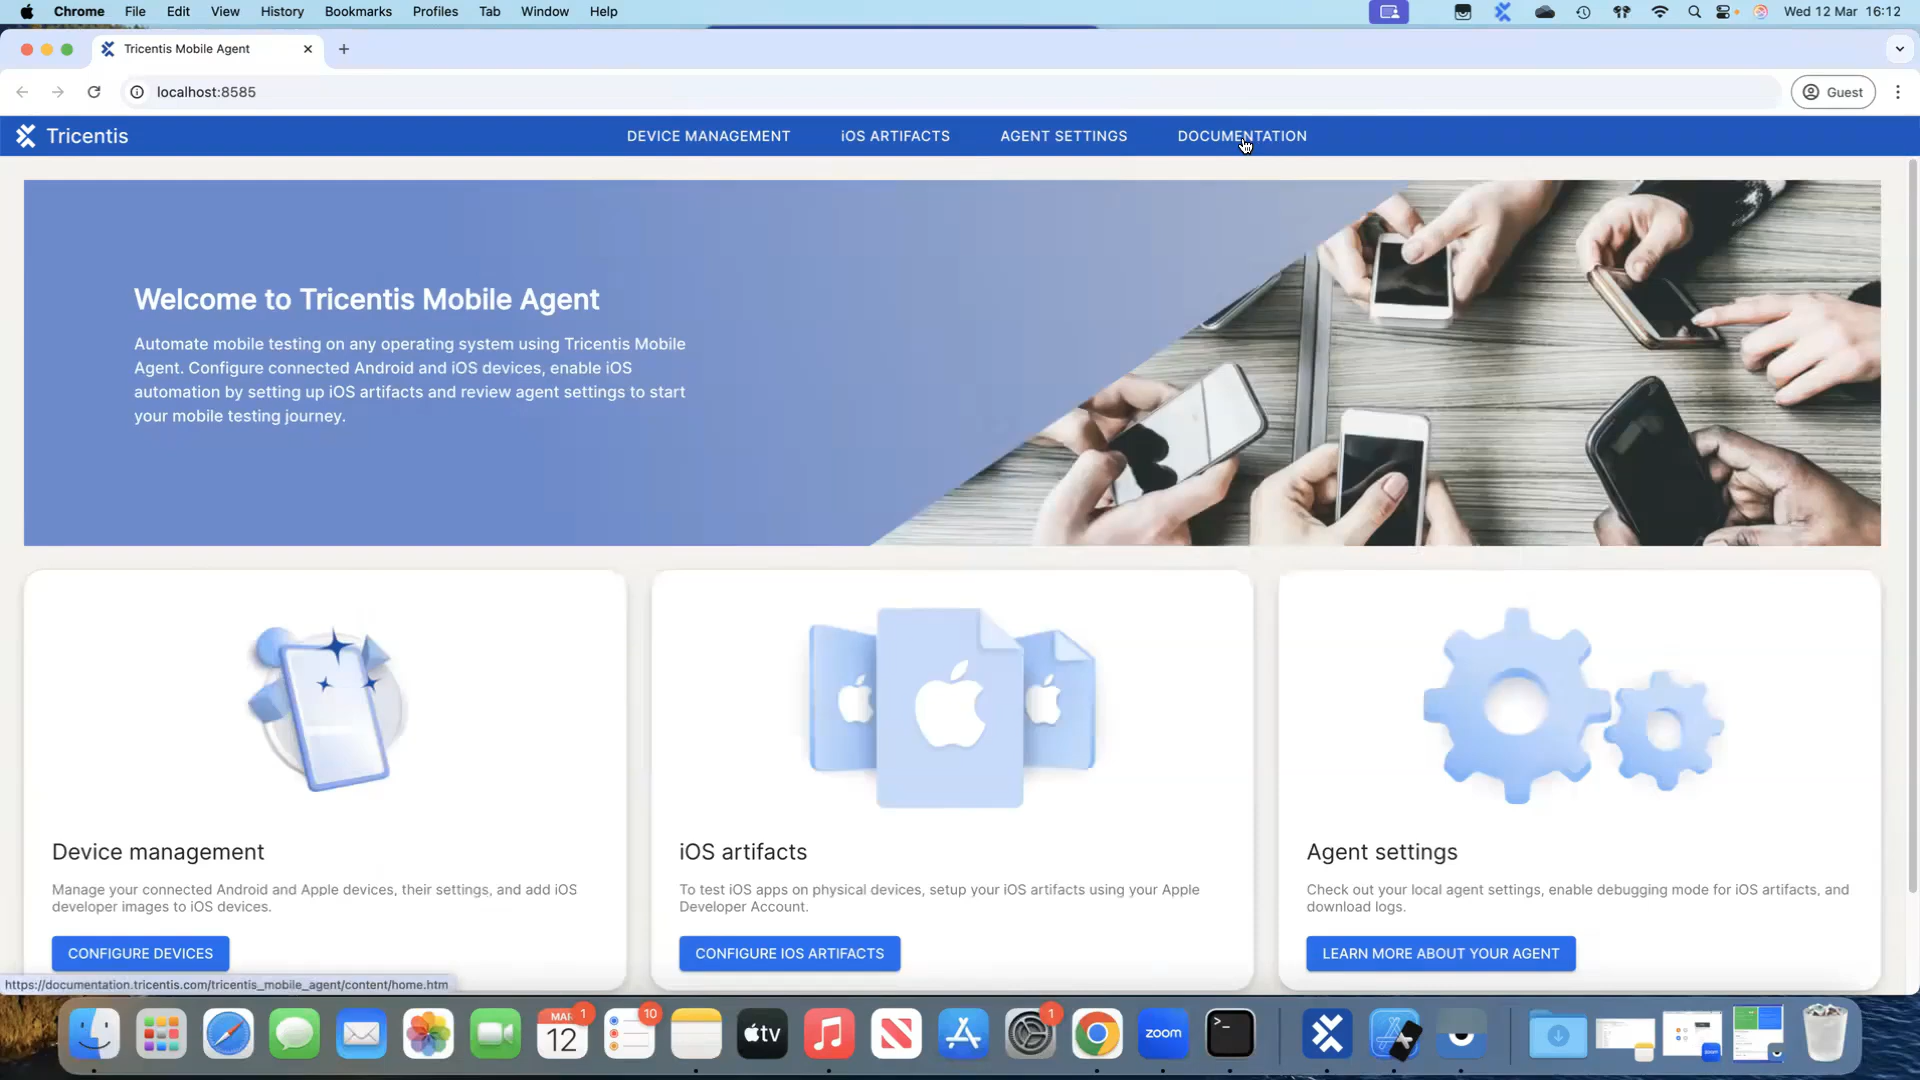 Chrome File Edit View History Bookmarks Profiles Tab Window Help Wed 12 Mar 16:12
Tricentis Mobile Agent
localhost:8585 Guest
Tricentis DEVICE MANAGEMENT iOS ARTIFACTS AGENT SETTINGS DOCUMENTATION
Welcome to Tricentis Mobile Agent
Automate mobile testing on any operating system using Tricentis Mobile
Agent. Configure connected Android and iOS devices, enable iOS
automation by setting up iOS artifacts and review agent settings to start
your mobile testing journey.
Device management
Manage your connected Android and Apple devices, their settings, and add iOS
developer images to iOS devices.
CONFIGURE DEVICES
iOS artifacts
To test iOS apps on physical devices, setup your iOS artifacts using your Apple
Developer Account.
CONFIGURE IOS ARTIFACTS
Agent settings
Check out your local agent settings, enable debugging mode for iOS artifacts, and
download logs.
LEARN MORE ABOUT YOUR AGENT
https://documentation.tricentis.com/tricentis_mobile_agent/content/home.htm
MAR 12 1 10 tv 1 zoom >_
zoom